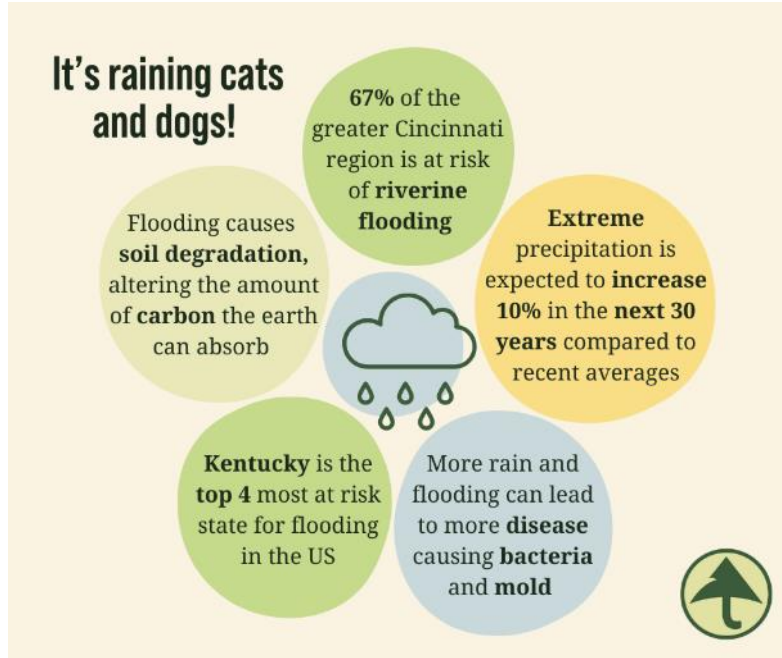 It's raining cats
and dogs!
67% of the
greater Cincinnati
region is at risk
of riverine
flooding
Extreme
precipitation is
expected to increase
10% in the next 30
years compared to
recent averages
More rain and
flooding can lead
to more disease
causing bacteria
and mold
Kentucky is the
top 4 most at risk
state for flooding
in the US
Flooding causes
soil degradation,
altering the amount
of carbon the earth
can absorb